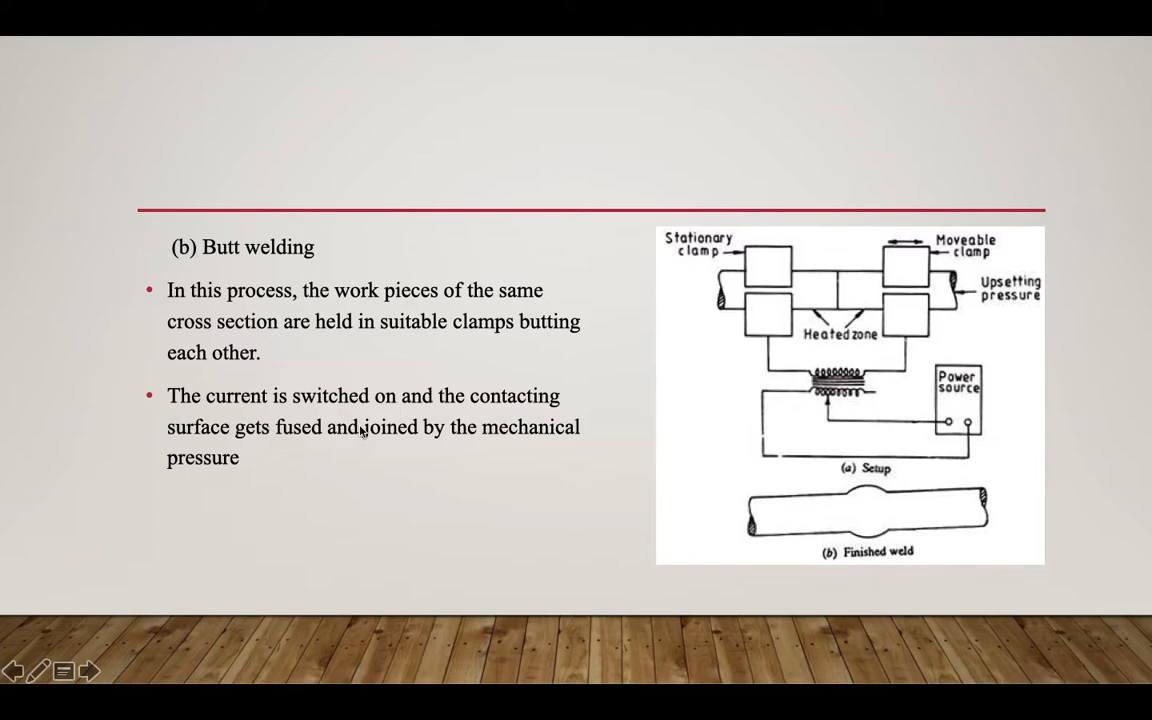 (b) Butt welding
• In this process, the work pieces of the same
cross section are held in suitable clamps butting
each other.
• The current is switched on and the contacting
surface gets fused and joined by the mechanical
pressure
Stationary
clamp
Moveable
clamp
Upsetting
pressure
Heated zone
Power
source
(a) Setup
(b) Finished weld